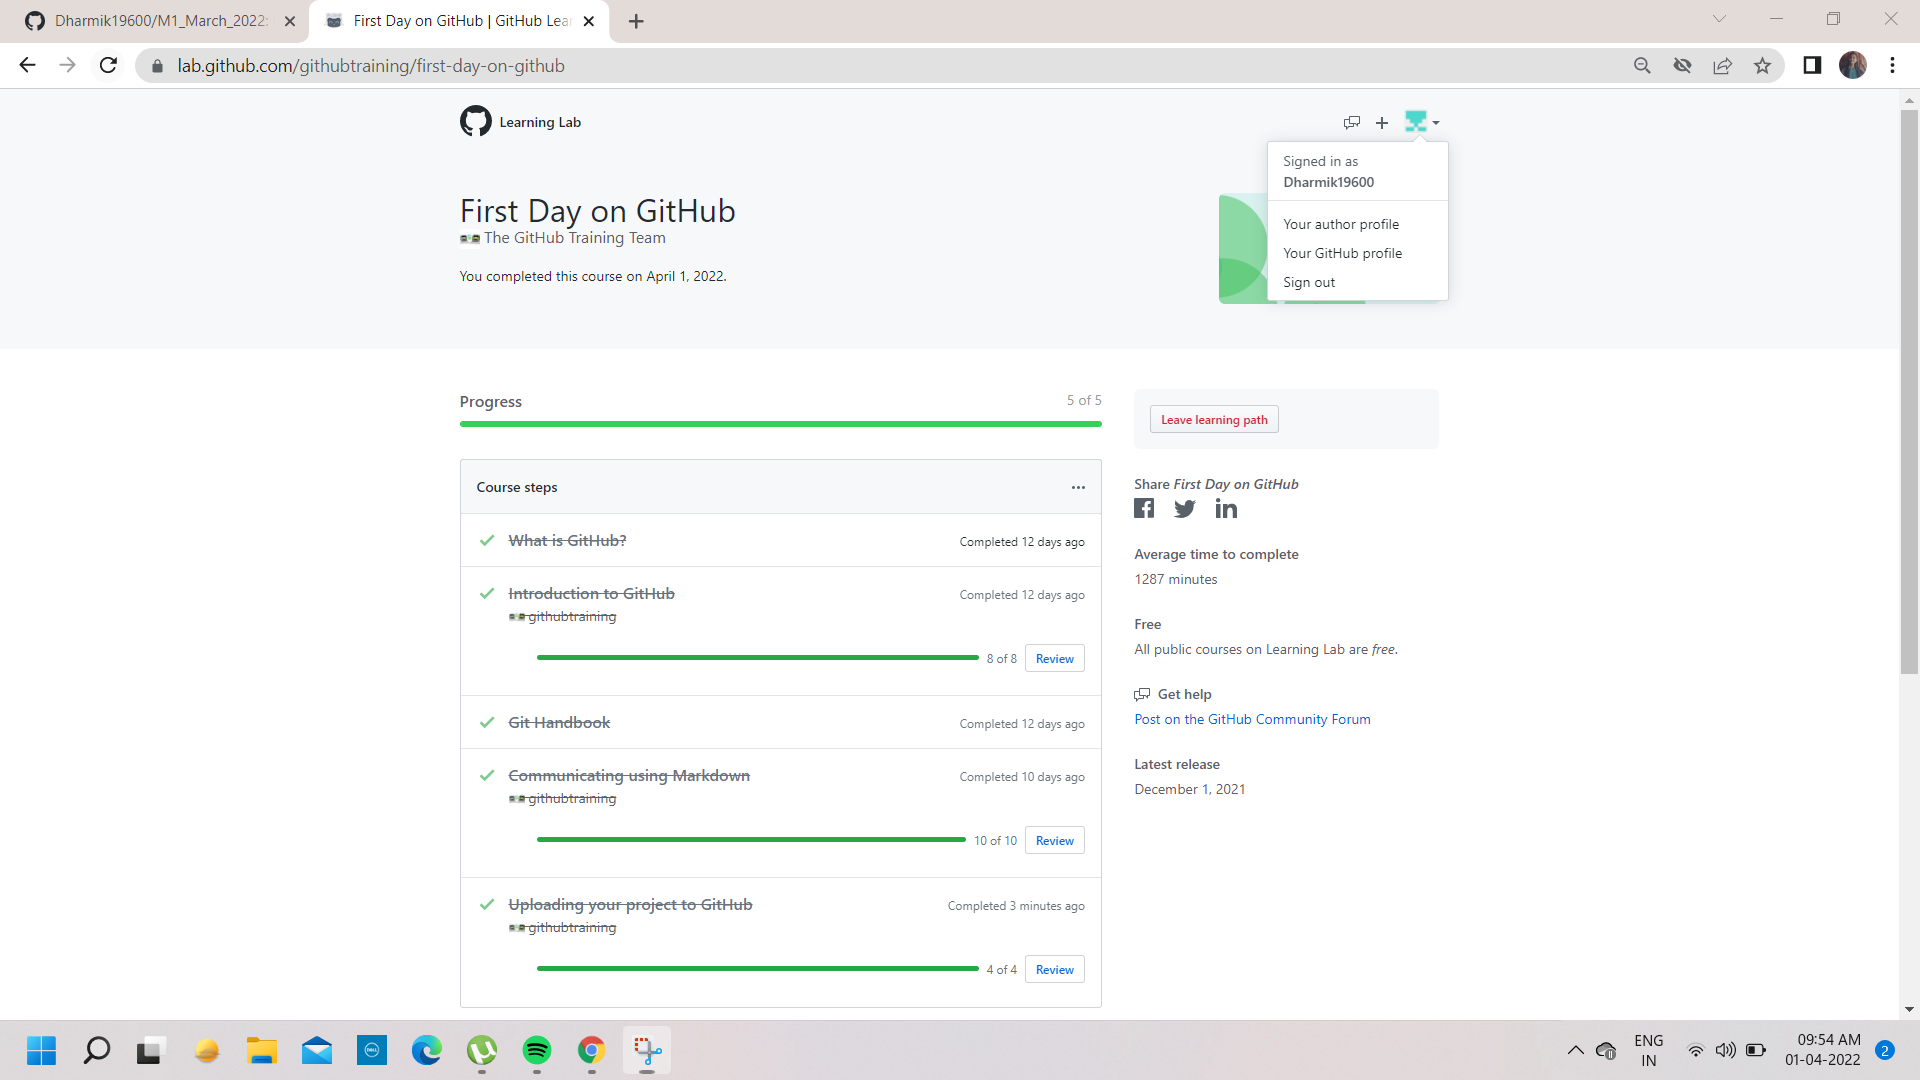 Dharmik19600/M1_March_2022:
First Day on GitHub | GitHub Lea
lab.github.com/githubtraining/first-day-on-github
Learning Lab
Signed in as
Dharmik19600
Your author profile
Your GitHub profile
Sign out
First Day on GitHub
The GitHub Training Team
You completed this course on April 1, 2022.
Progress
5 of 5
Leave learning path
Course steps
What is GitHub?
Completed 12 days ago
Introduction to GitHub
Completed 12 days ago
githubtraining
8 of 8
Review
Git Handbook
Completed 12 days ago
Communicating using Markdown
Completed 10 days ago
githubtraining
10 of 10
Review
Uploading your project to GitHub
Completed 3 minutes ago
githubtraining
4 of 4
Review
Share First Day on GitHub
Average time to complete
1287 minutes
Free
All public courses on Learning Lab are free.
Get help
Post on the GitHub Community Forum
Latest release
December 1, 2021
DELL
ENG
IN
09:54 AM
01-04-2022
2